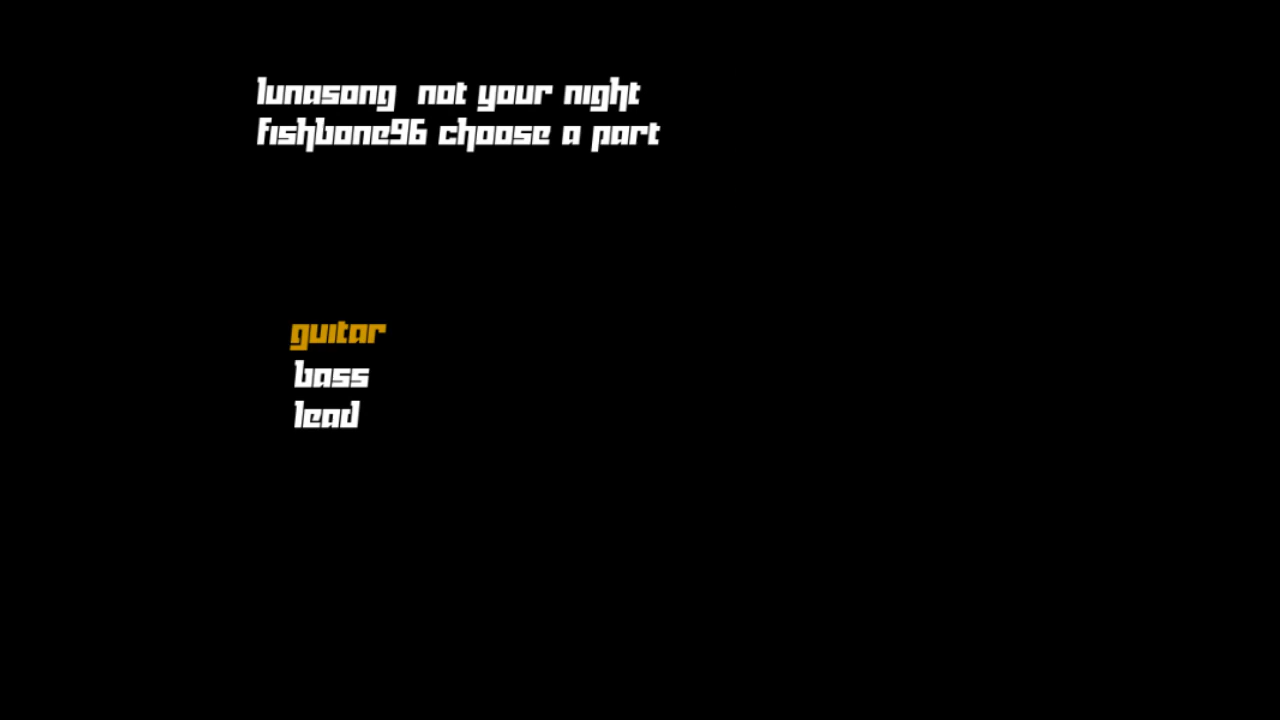 lunasong not your night
fishbone96 choose a part
guitar
bass
lead